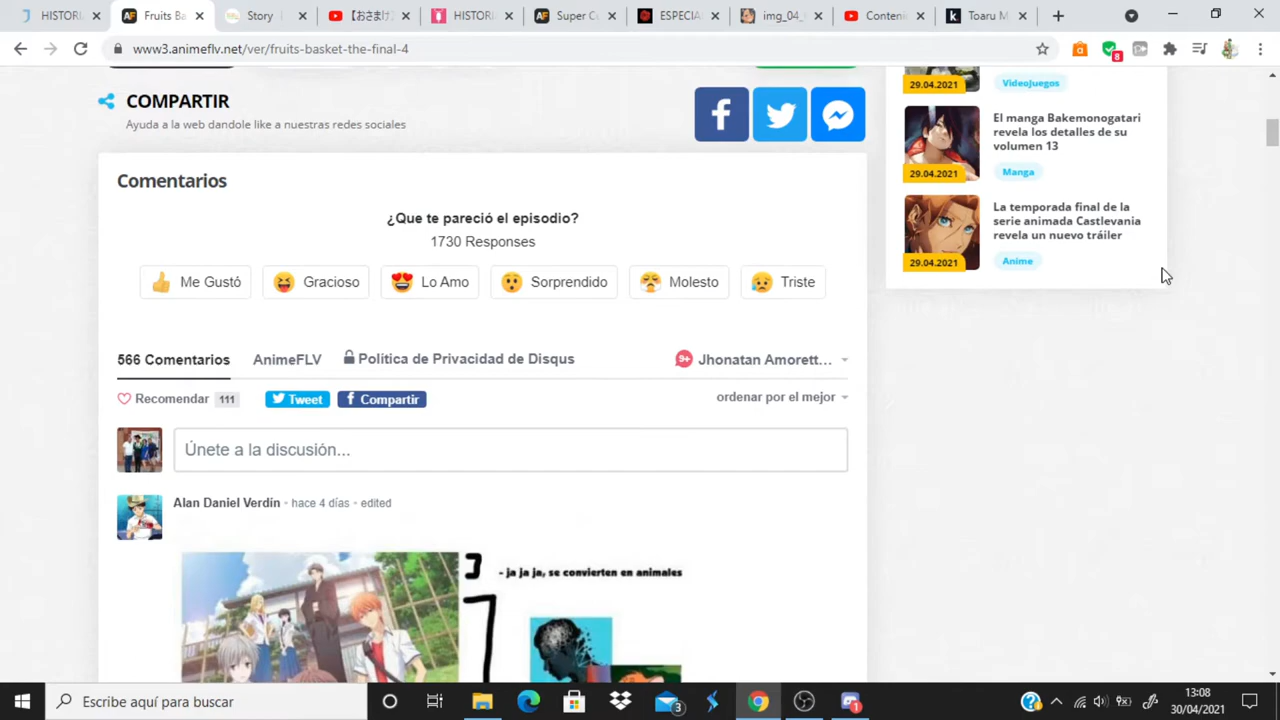 HISTORI
Fruits Ba
Story
【おさまけ】
HISTORI
Super C
ESPECIA
img_04_
Conteni
Toaru M
www3.animeflv.net/ver/fruits-basket-the-final-4
8
COMPARTIR
Ayuda a la web dandole like a nuestras redes sociales
29.04.2021
VideoJuegos
El manga Bakemonogatari
revela los detalles de su
volumen 13
29.04.2021
Manga
La temporada final de la
serie animada Castlevania
revela un nuevo tráiler
29.04.2021
Anime
Comentarios
¿Que te pareció el episodio?
1730 Responses
Me Gustó
Gracioso
Lo Amo
Sorprendido
Molesto
Triste
566 Comentarios
AnimeFLV
Política de Privacidad de Disqus
9+
Jhonatan Amorett...
Recomendar 111
Tweet
Compartir
ordenar por el mejor
Únete a la discusión...
Alan Daniel Verdín - hace 4 días - edited
- ja ja ja, se convierten en animales
Escribe aquí para buscar
3
1
13:08
30/04/2021